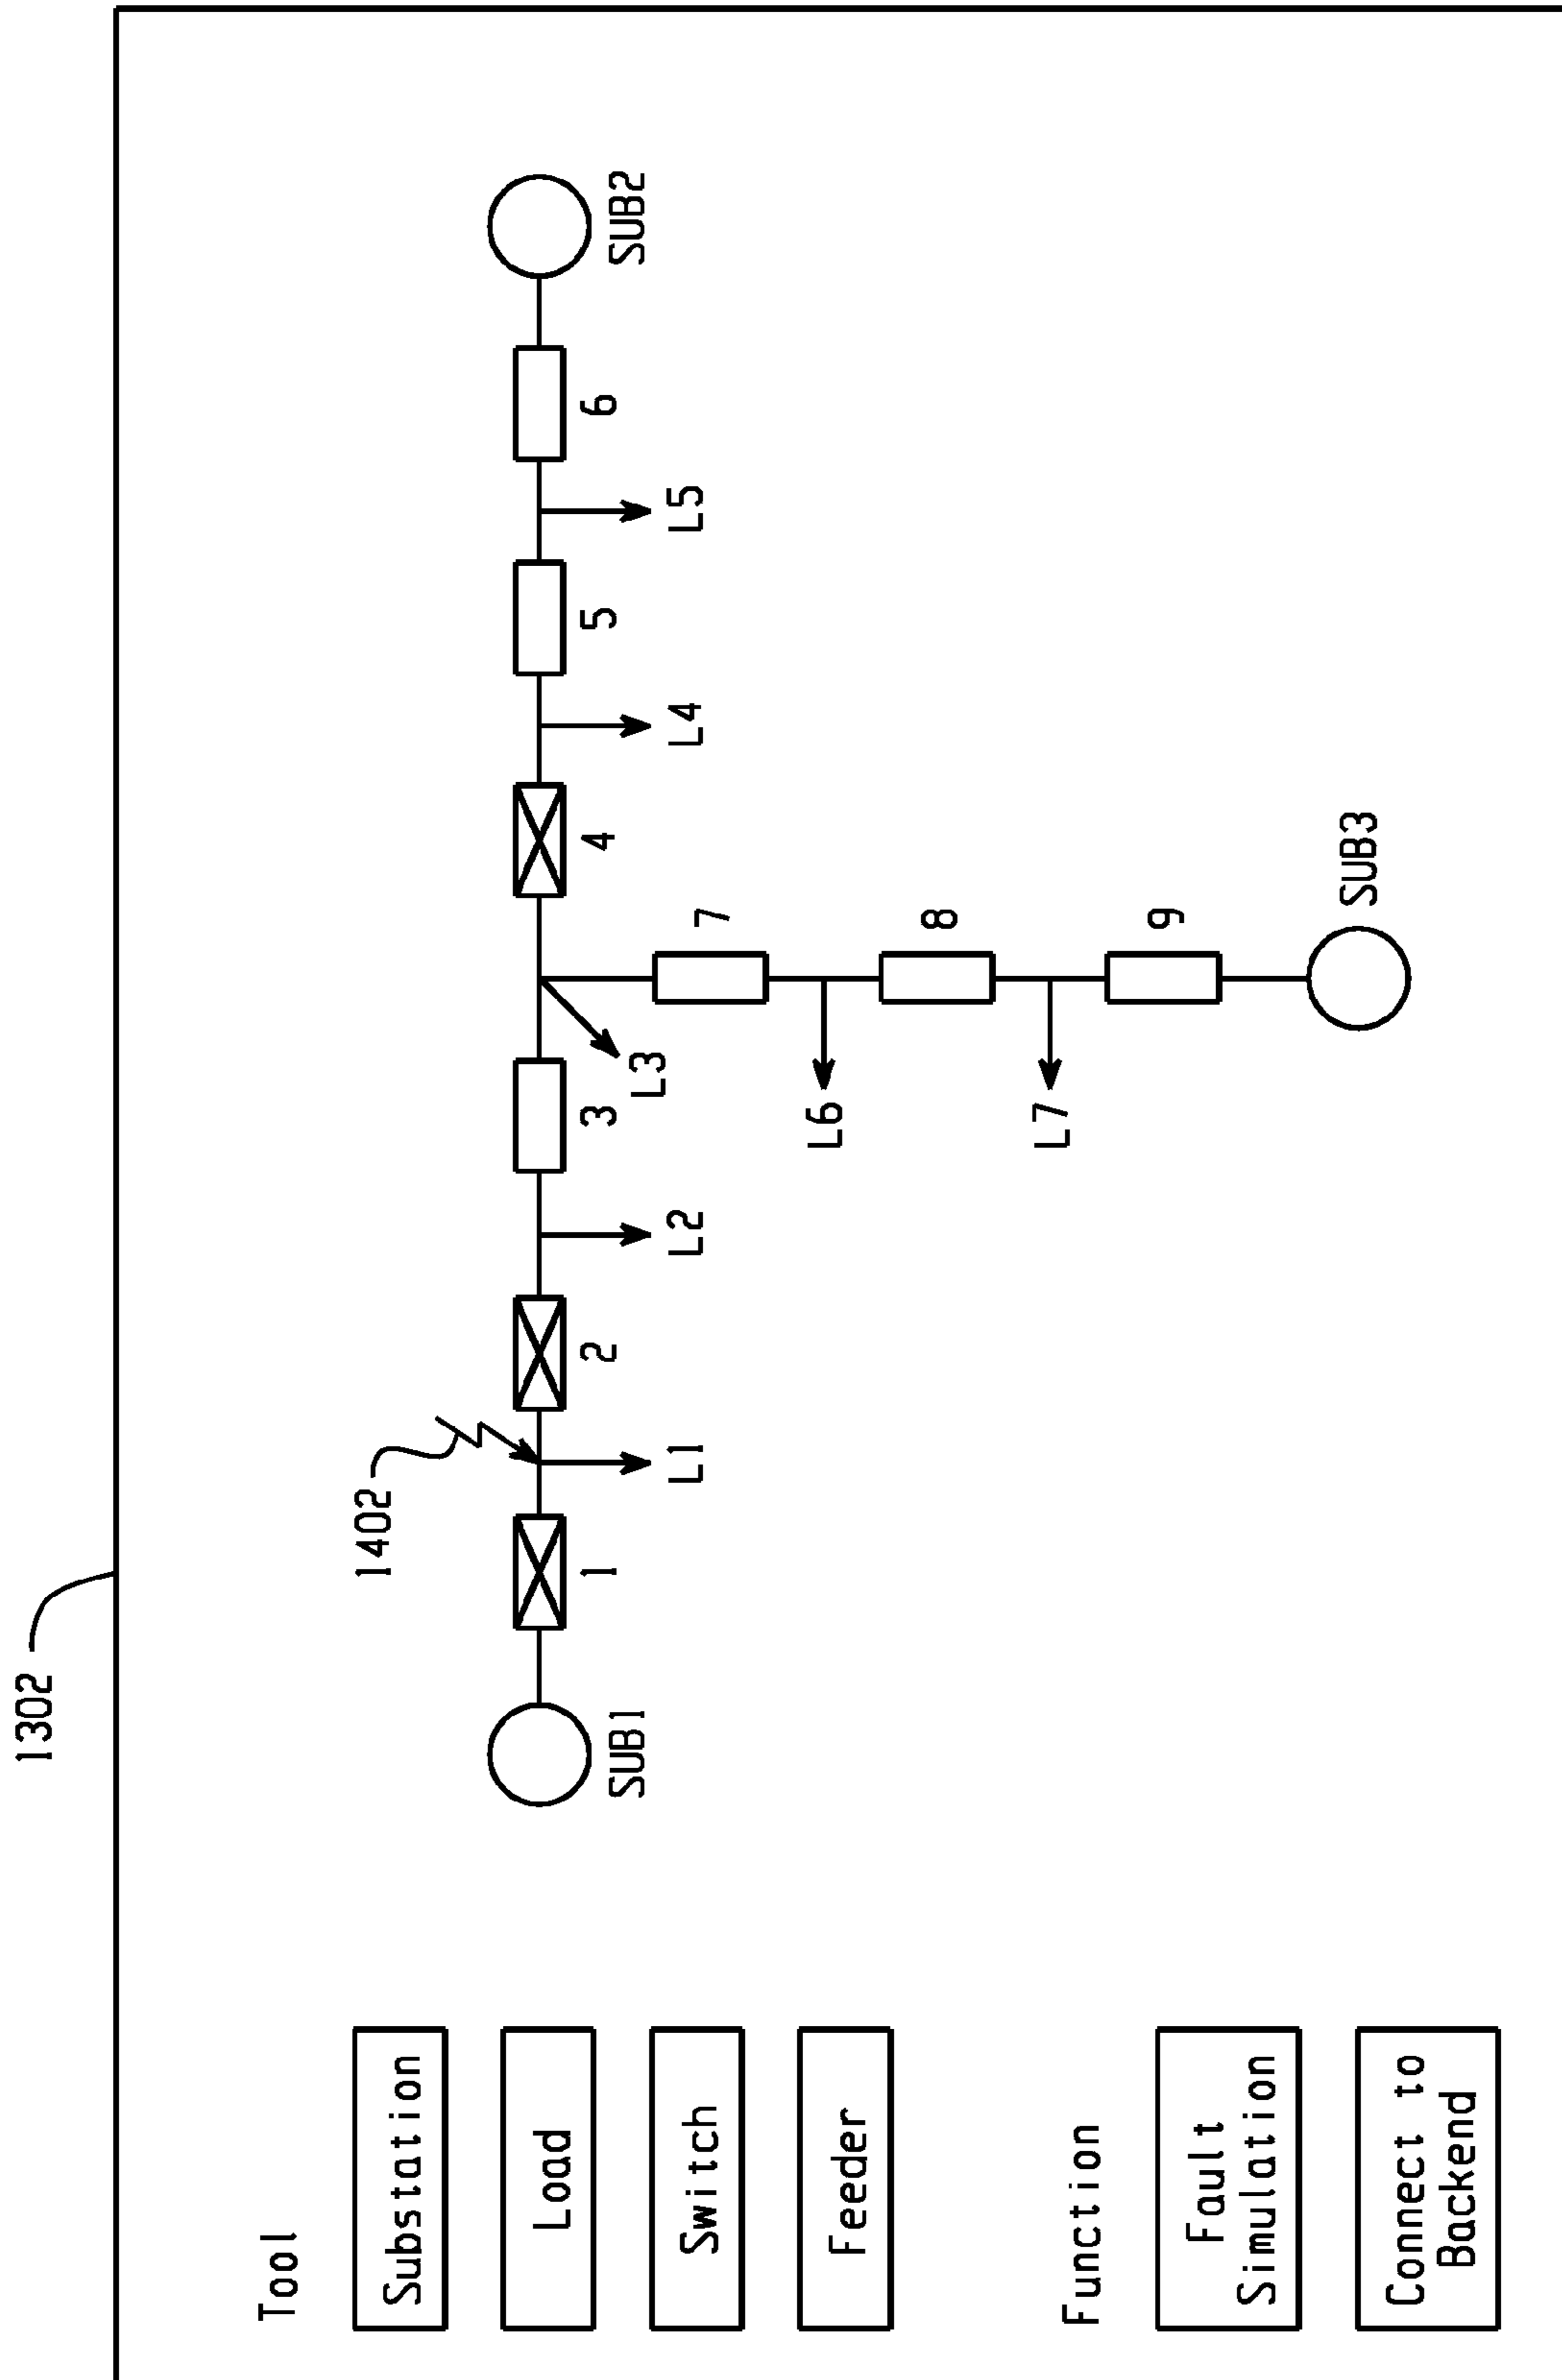 1302
Tool
Substation
Load
Switch
Feeder
Function
Fault
Simulation
Connect to
Backend
1402
SUB1
1
2
3
4
5
6
SUB2
L1
L2
L3
L4
L5
7
L6
8
L7
9
SUB3